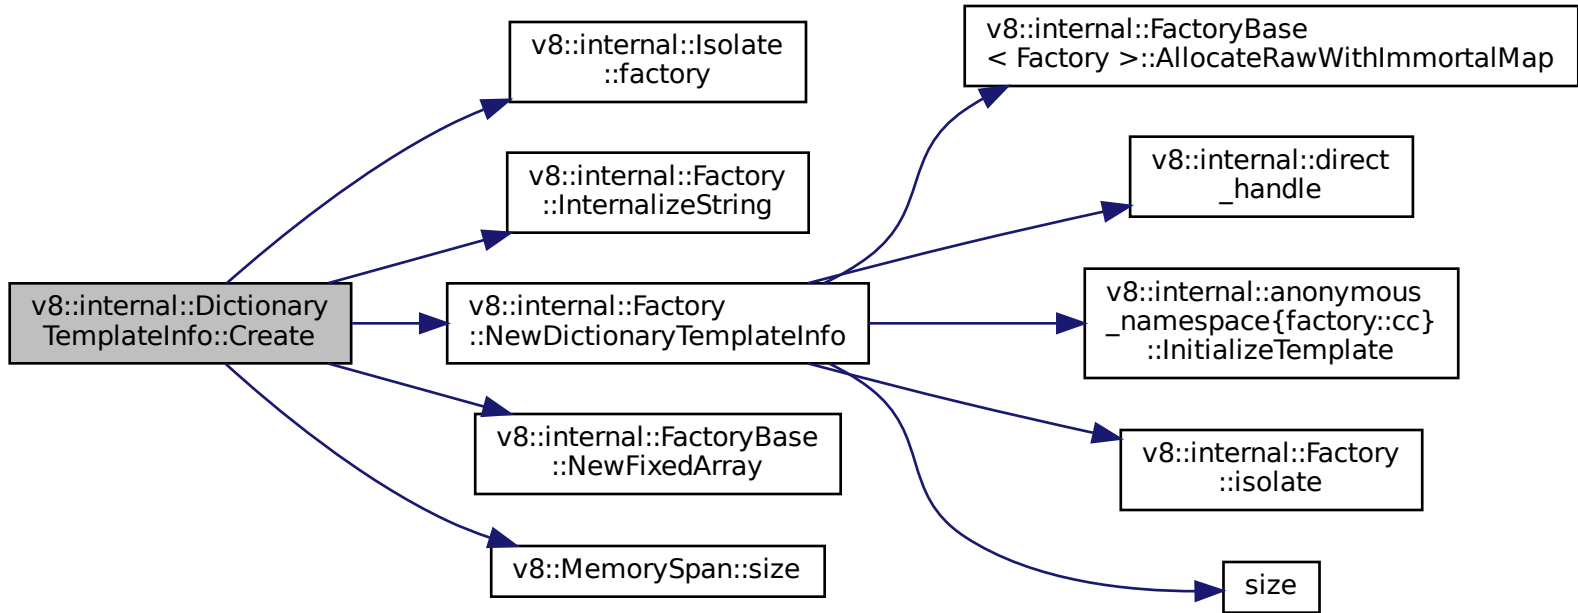 v8::internal::Dictionary
TemplateInfo::Create
v8::internal::Isolate
::factory
v8::internal::Factory
::InternalizeString
v8::internal::Factory
::NewDictionaryTemplateInfo
v8::internal::FactoryBase
::NewFixedArray
v8::MemorySpan::size
v8::internal::FactoryBase
< Factory >::AllocateRawWithImmortalMap
v8::internal::direct
_handle
v8::internal::anonymous
_namespace{factory::cc}
::InitializeTemplate
v8::internal::Factory
::isolate
size